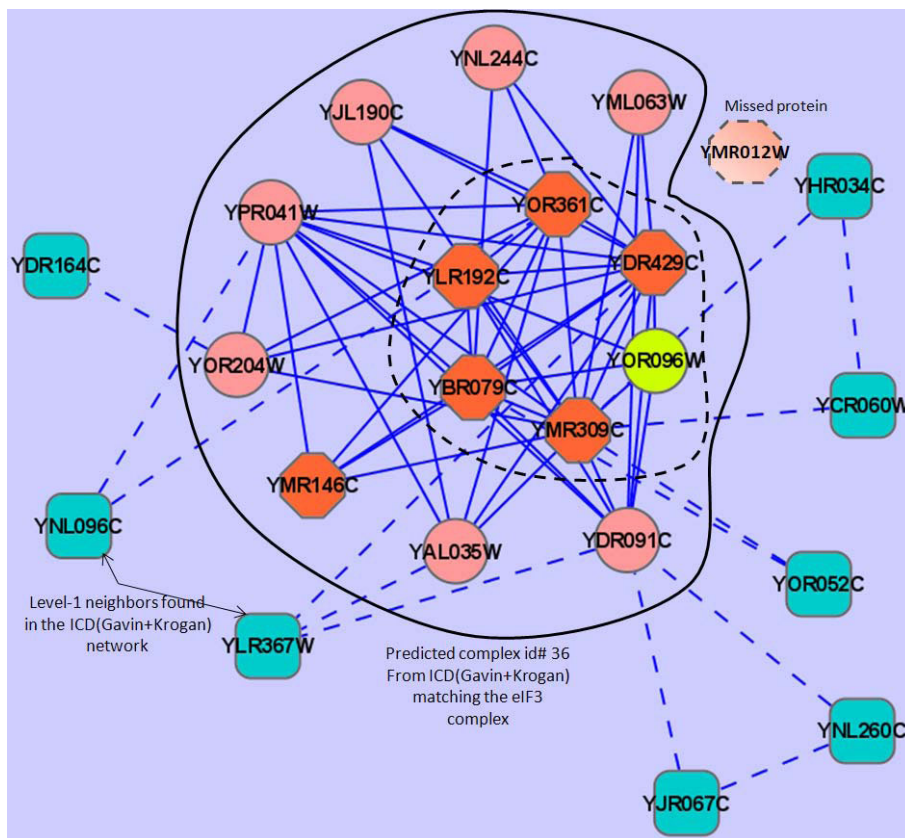 YNL244C
YJL190C
YML063W
Missed protein
YMR012W
YHR034C
YPR041W
YOR361C
YDR164C
YLR192C
YDR429C
YOR204W
YOR096W
YBR079C
YCR060W
YMR309C
YMR146C
YNL096C
YAL035W
YDR091C
YOR052C
Level-1 neighbors found
in the ICD(Gavin+Krogan)
network
YLR367W
Predicted complex id# 36
From ICD(Gavin+Krogan)
matching the eIF3
complex
YNL260C
YJR067C